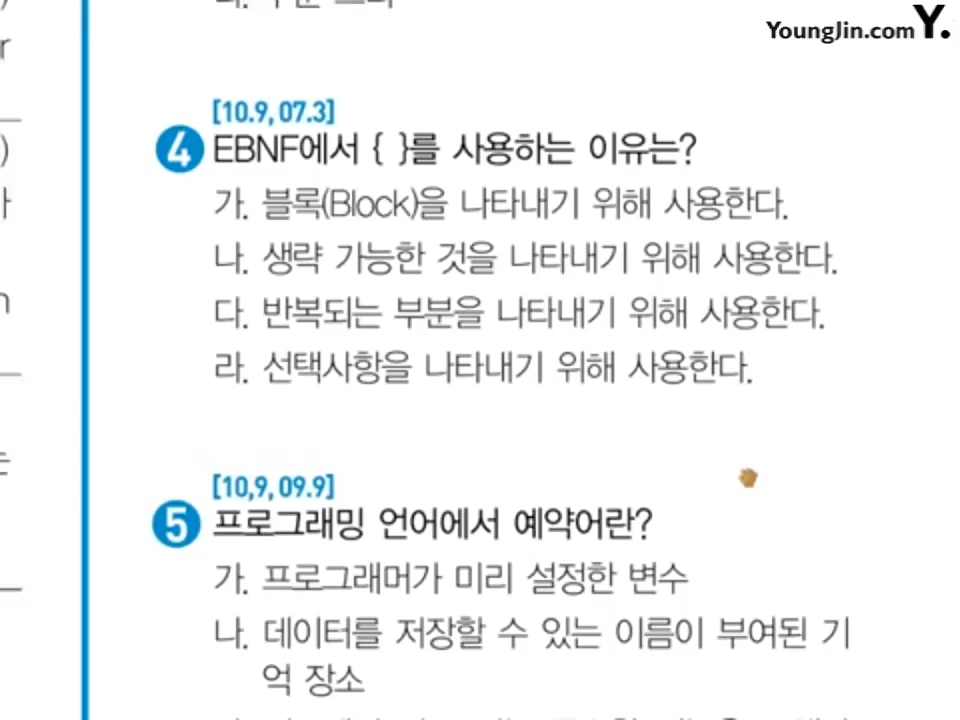 YoungJin.com Y.
r
)
[10.9, 07.3]
4 EBNF에서 { }를 사용하는 이유는?
가. 블록(Block)을 나타내기 위해 사용한다.
나. 생략 가능한 것을 나타내기 위해 사용한다.
다. 반복되는 부분을 나타내기 위해 사용한다.
라. 선택사항을 나타내기 위해 사용한다.
[10,9, 09.9]
5 프로그래밍 언어에서 예약어란?
가. 프로그래머가 미리 설정한 변수
나. 데이터를 저장할 수 있는 이름이 부여된 기
억 장소